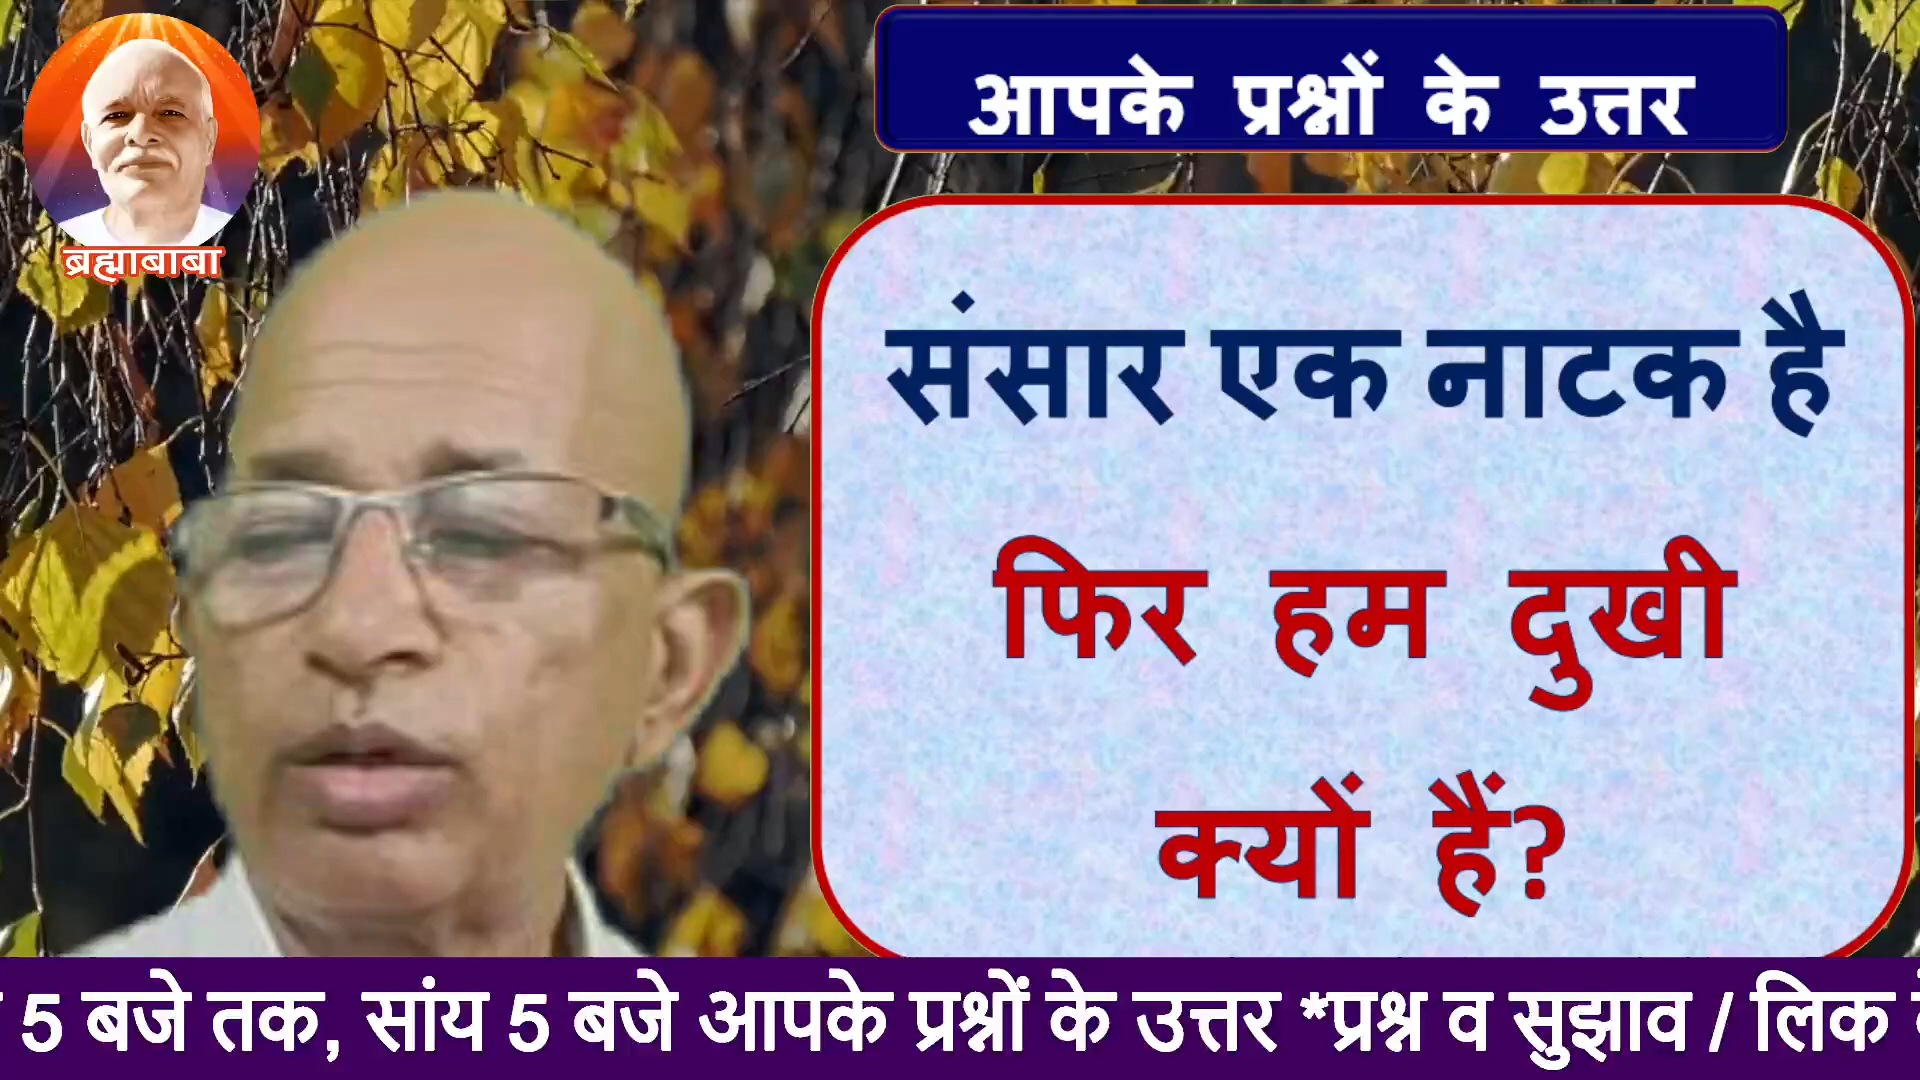 आपके प्रश्नों के उत्तर
ब्रह्माबाबा
संसार एक नाटक है
फिर हम दुखी
क्यों हैं?
5 बजे तक, सांय 5 बजे आपके प्रश्नों के उत्तर *प्रश्न व सुझाव / लिक